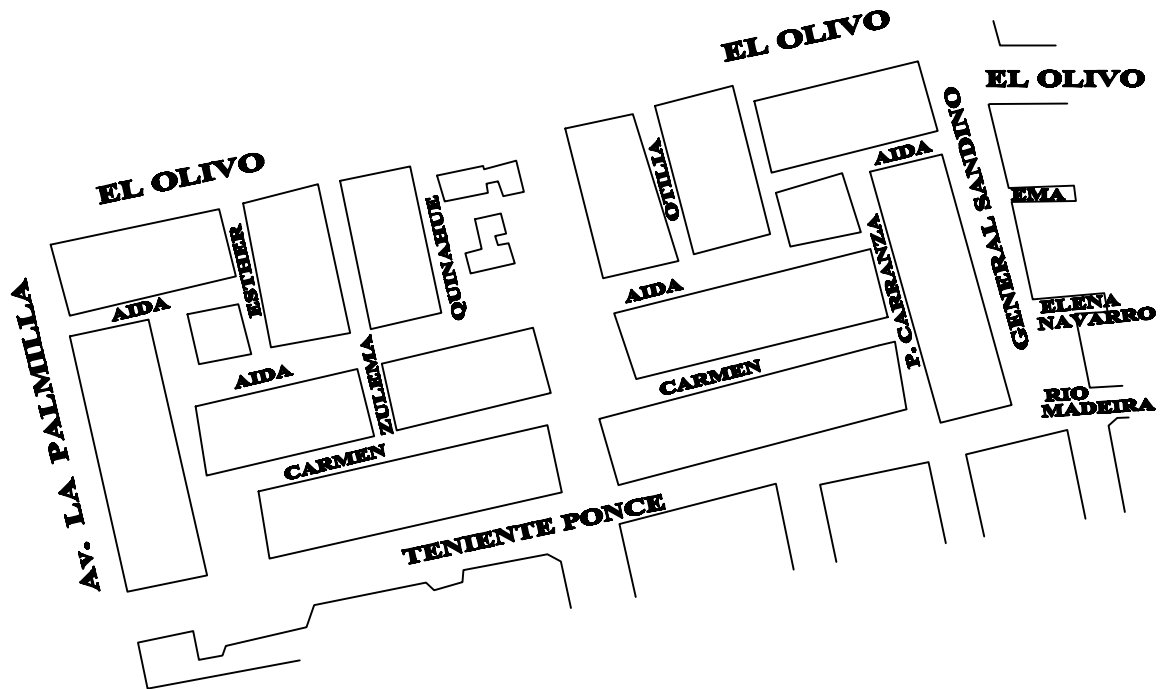 EL OLIVO
EL OLIVO
EL OLIVO
AIDA
OTILIA
GENERAL SANDINO
EMA
ESTHER
QUINAHUE
P. CARRANZA
AIDA
AIDA
ELENA
NAVARRO
Av. LA PALMILLA
AIDA
ZULEMA
CARMEN
RIO
MADEIRA
CARMEN
TENIENTE PONCE